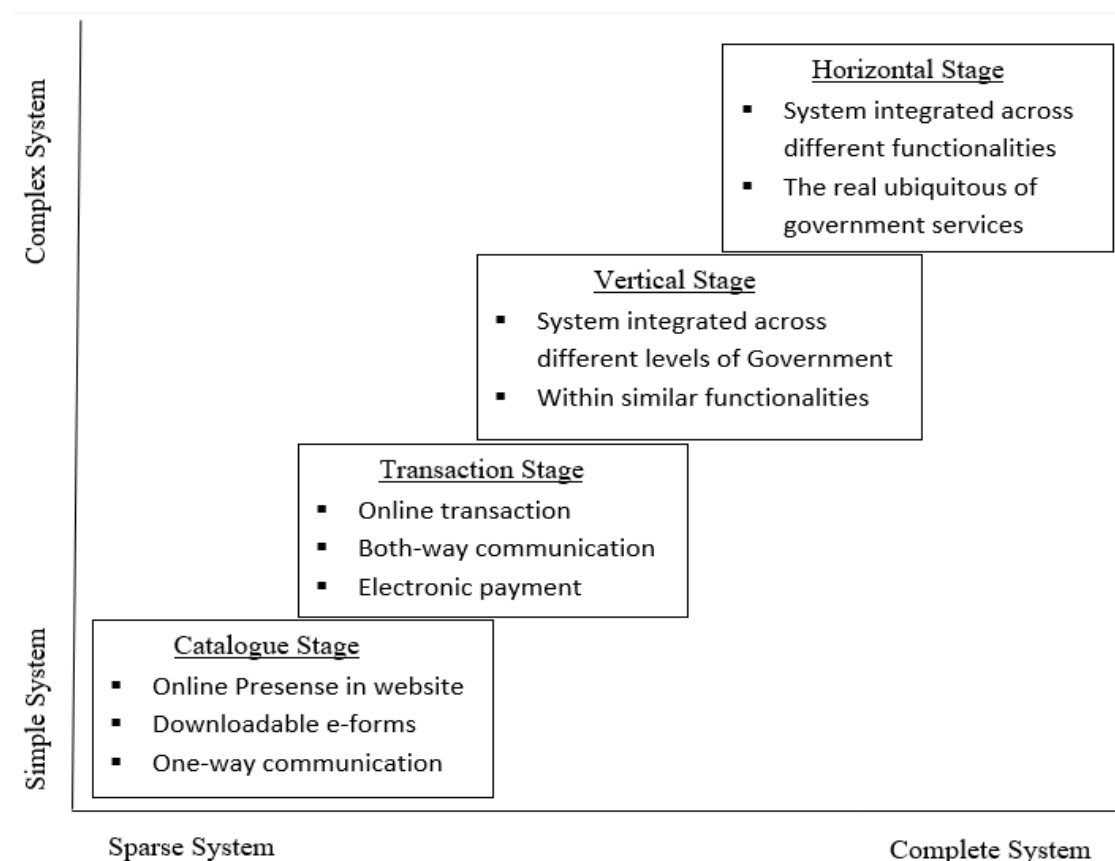 Complex System
Simple System
Horizontal Stage
▪ System integrated across
different functionalities
▪ The real ubiquitous of
government services
Vertical Stage
▪ System integrated across
different levels of Government
▪ Within similar functionalities
Transaction Stage
▪ Online transaction
▪ Both-way communication
▪ Electronic payment
Catalogue Stage
▪ Online Presense in website
▪ Downloadable e-forms
▪ One-way communication
Sparse System
Complete System